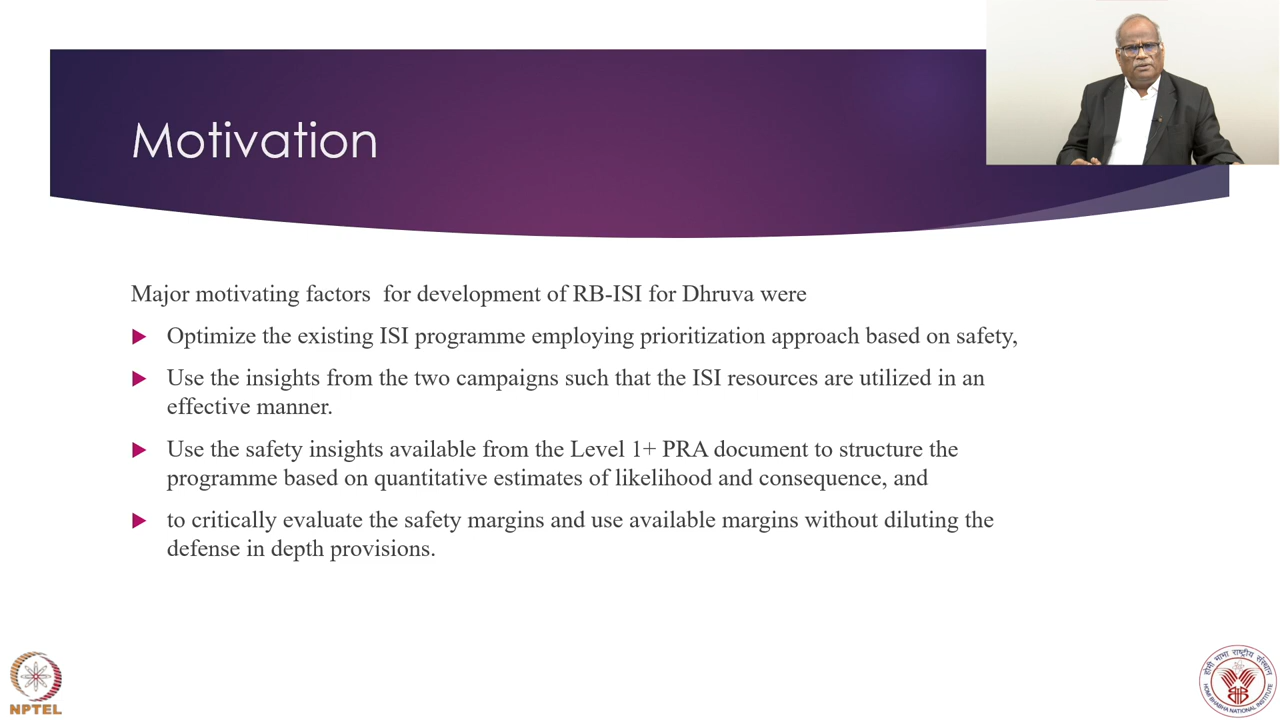 Motivation
Major motivating factors for development of RB-ISI for Dhruva were
Optimize the existing ISI programme employing prioritization approach based on safety,
Use the insights from the two campaigns such that the ISI resources are utilized in an
effective manner.
Use the safety insights available from the Level 1+ PRA document to structure the
programme based on quantitative estimates of likelihood and consequence, and
to critically evaluate the safety margins and use available margins without diluting the
defense in depth provisions.
NPTEL
होमी भाभा राष्ट्रीय संस्थान
HOMI BHABHA NATIONAL INSTITUTE